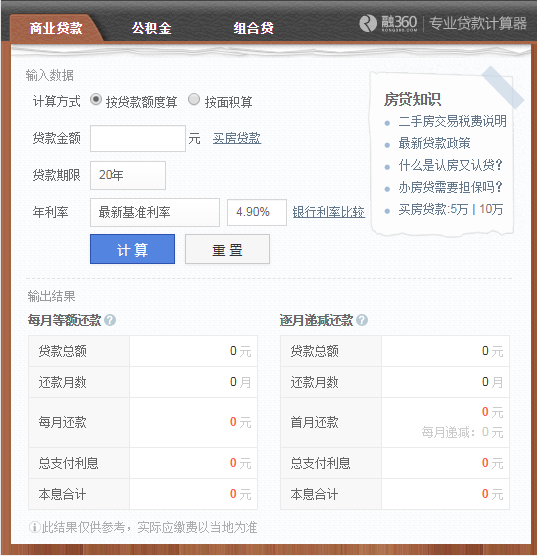 商业贷款 公积金 组合贷 融360 RONG360.COM 专业贷款计算器
输入数据
计算方式 按贷款额度算 按面积算
贷款金额 元 买房贷款
贷款期限 20年
年利率 最新基准利率 4.90% 银行利率比较
计 算 重 置
房贷知识
二手房交易税费说明
最新贷款政策
什么是认房又认贷?
办房贷需要担保吗?
买房贷款:5万 | 10万
输出结果
每月等额还款 ?
贷款总额 0 元
还款月数 0 月
每月还款 0 元
总支付利息 0 元
本息合计 0 元
逐月递减还款 ?
贷款总额 0 元
还款月数 0 月
首月还款 0 元
每月递减: 0 元
总支付利息 0 元
本息合计 0 元
此结果仅供参考，实际应缴费以当地为准